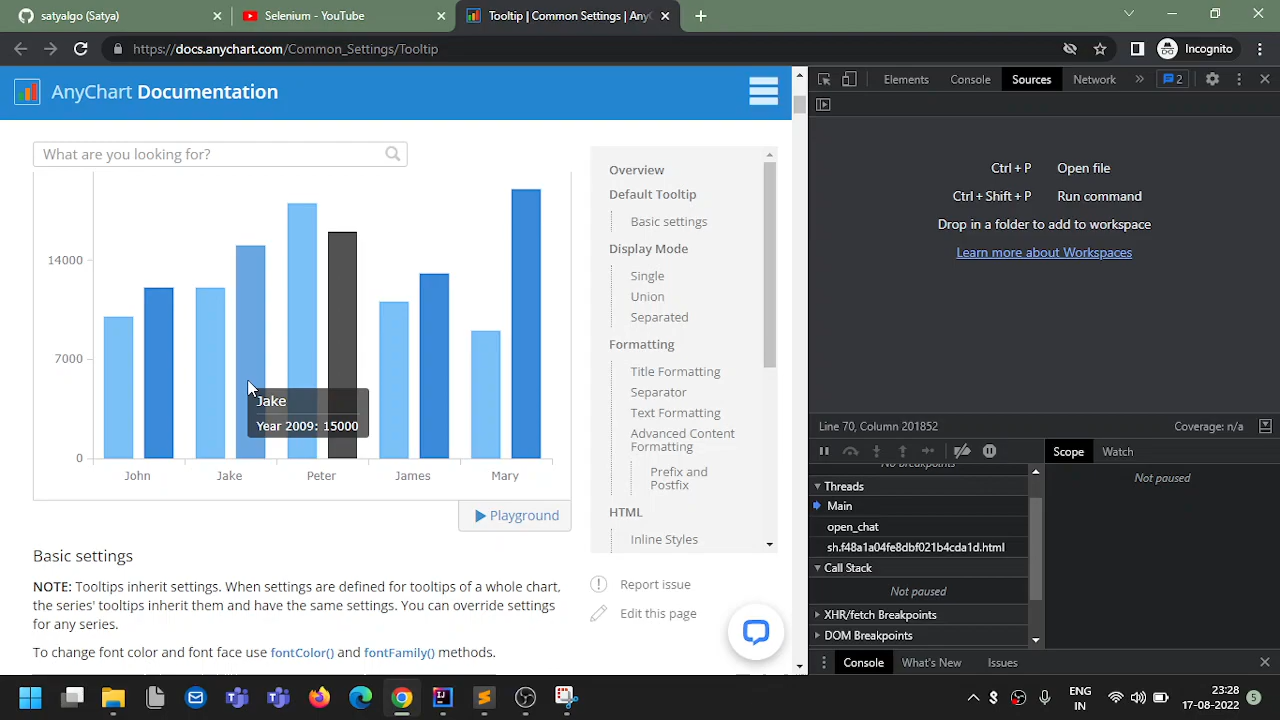 satyalgo (Satya)
Selenium - YouTube
Tooltip | Common Settings | Any
https://docs.anychart.com/Common_Settings/Tooltip
Incognito
AnyChart Documentation
What are you looking for?
14000
7000
0
Jake
Year 2009: 15000
John
Jake
Peter
James
Mary
Playground
Basic settings
NOTE: Tooltips inherit settings. When settings are defined for tooltips of a whole chart,
the series' tooltips inherit them and have the same settings. You can override settings
for any series.
To change font color and font face use fontColor() and fontFamily() methods.
Overview
Default Tooltip
Basic settings
Display Mode
Single
Union
Separated
Formatting
Title Formatting
Separator
Text Formatting
Advanced Content
Formatting
Prefix and
Postfix
HTML
Inline Styles
Report issue
Edit this page
Elements
Console
Sources
Network
2
Ctrl + P Open file
Ctrl + Shift + P Run command
Drop in a folder to add to workspace
Learn more about Workspaces
Line 70, Column 201852
Coverage: n/a
Scope
Watch
No breakpoints
Not paused
Threads
Main
open_chat
sh.f48a1a04fe8dbf021b4cda1d.html
Call Stack
Not paused
XHR/fetch Breakpoints
DOM Breakpoints
Console
What's New
Issues
ENG
IN
23:28
17-08-2022
5